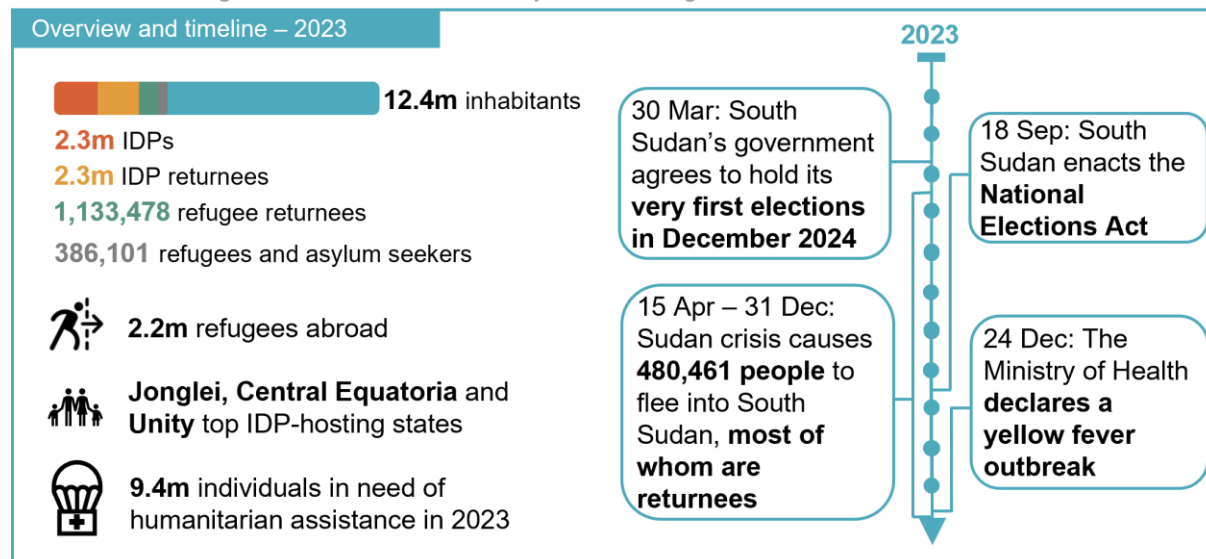 Overview and timeline – 2023
12.4m inhabitants
2.3m IDPs
2.3m IDP returnees
1,133,478 refugee returnees
386,101 refugees and asylum seekers
2.2m refugees abroad
Jonglei, Central Equatoria and
Unity top IDP-hosting states
9.4m individuals in need of
humanitarian assistance in 2023
2023
30 Mar: South
Sudan’s government
agrees to hold its
very first elections
in December 2024
18 Sep: South
Sudan enacts the
National
Elections Act
15 Apr – 31 Dec:
Sudan crisis causes
480,461 people to
flee into South
Sudan, most of
whom are
returnees
24 Dec: The
Ministry of Health
declares a
yellow fever
outbreak